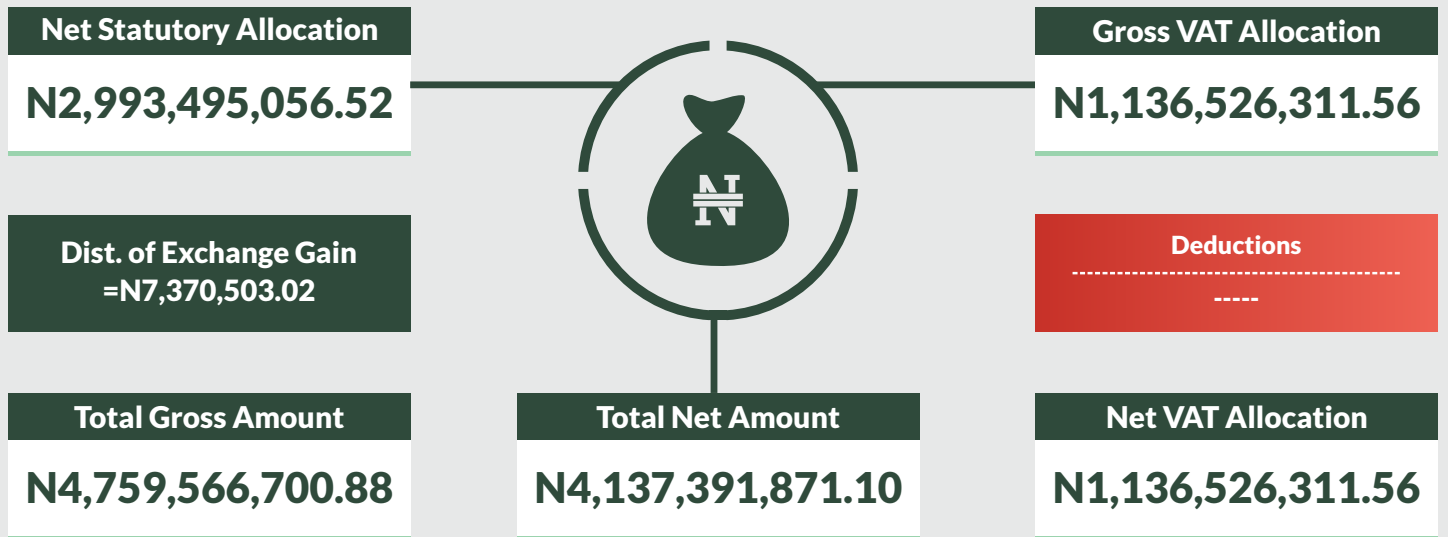 Net Statutory Allocation
N2,993,495,056.52
Gross VAT Allocation
N1,136,526,311.56
₦
Dist. of Exchange Gain
=N7,370,503.02
Deductions
--------------------------------------------
-----
Total Gross Amount
N4,759,566,700.88
Total Net Amount
N4,137,391,871.10
Net VAT Allocation
N1,136,526,311.56